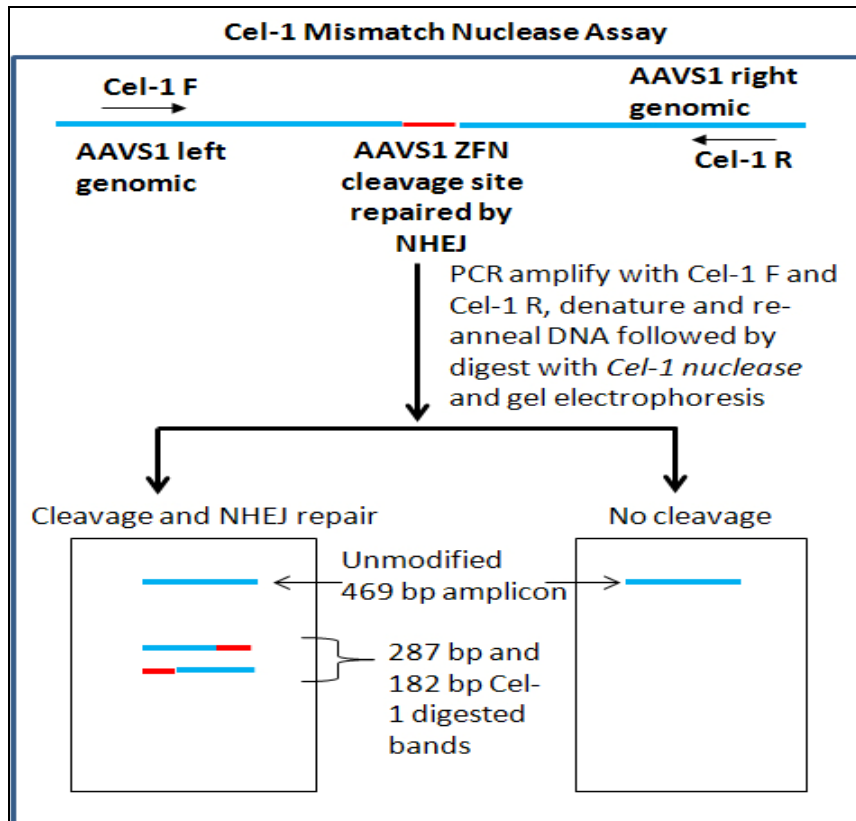 Cel-1 Mismatch Nuclease Assay
Cel-1 F
AAVS1 right
genomic
AAVS1 left
genomic
AAVS1 ZFN
cleavage site
repaired by
NHEJ
Cel-1 R
PCR amplify with Cel-1 F and
Cel-1 R, denature and re-
anneal DNA followed by
digest with Cel-1 nuclease
and gel electrophoresis
Cleavage and NHEJ repair
No cleavage
Unmodified
469 bp amplicon
287 bp and
182 bp Cel-
1 digested
bands